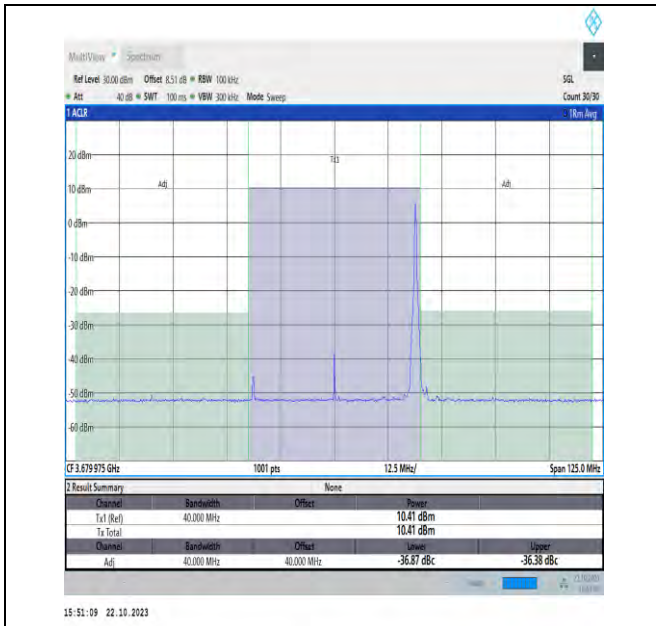 MultiView Spectrum
Ref Level 30.00 dBm Offset 8.51 dB RBW 100 kHz SGL
Att 40 dB SWT 100 ms VBW 300 kHz Mode Sweep Count 30/30
1 ACLR 1Rm Avg
Tx1
20 dBm
Adj Adj
10 dBm
0 dBm
-10 dBm
-20 dBm
-30 dBm
-40 dBm
-50 dBm
-60 dBm
CF 3.679 975 GHz 1001 pts 12.5 MHz/ Span 125.0 MHz
2 Result Summary None
Channel Bandwidth Offset Power
Tx1 (Ref) 40.000 MHz 10.41 dBm
Tx Total 10.41 dBm
Channel Bandwidth Offset Lower Upper
Adj 40.000 MHz 40.000 MHz -36.87 dBc -36.38 dBc
15:51:09 22.10.2023